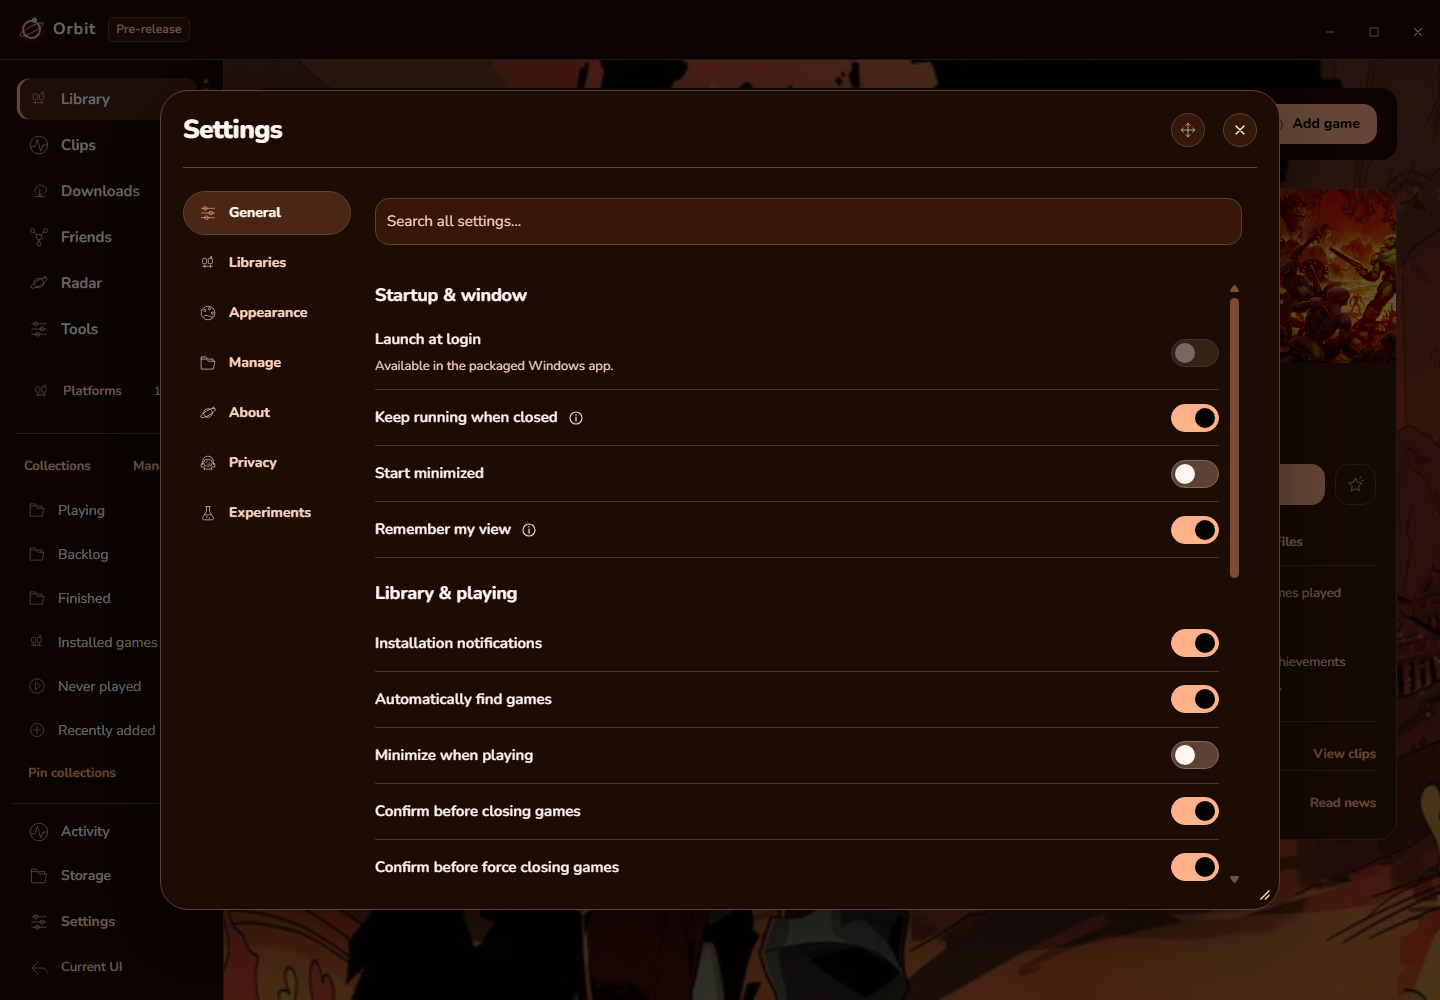 Orbit
Pre-release
Library
Clips
Downloads
Friends
Radar
Tools
Platforms
Collections
Playing
Backlog
Finished
Installed games
Never played
Recently added
Pin collections
Activity
Storage
Settings
Current UI
Settings
General
Libraries
Appearance
Manage
About
Privacy
Experiments
Search all settings...
Startup & window
Launch at login
Available in the packaged Windows app.
Keep running when closed
Start minimized
Remember my view
Library & playing
Installation notifications
Automatically find games
Minimize when playing
Confirm before closing games
Confirm before force closing games
Add game
Files
played
View clips
Read news